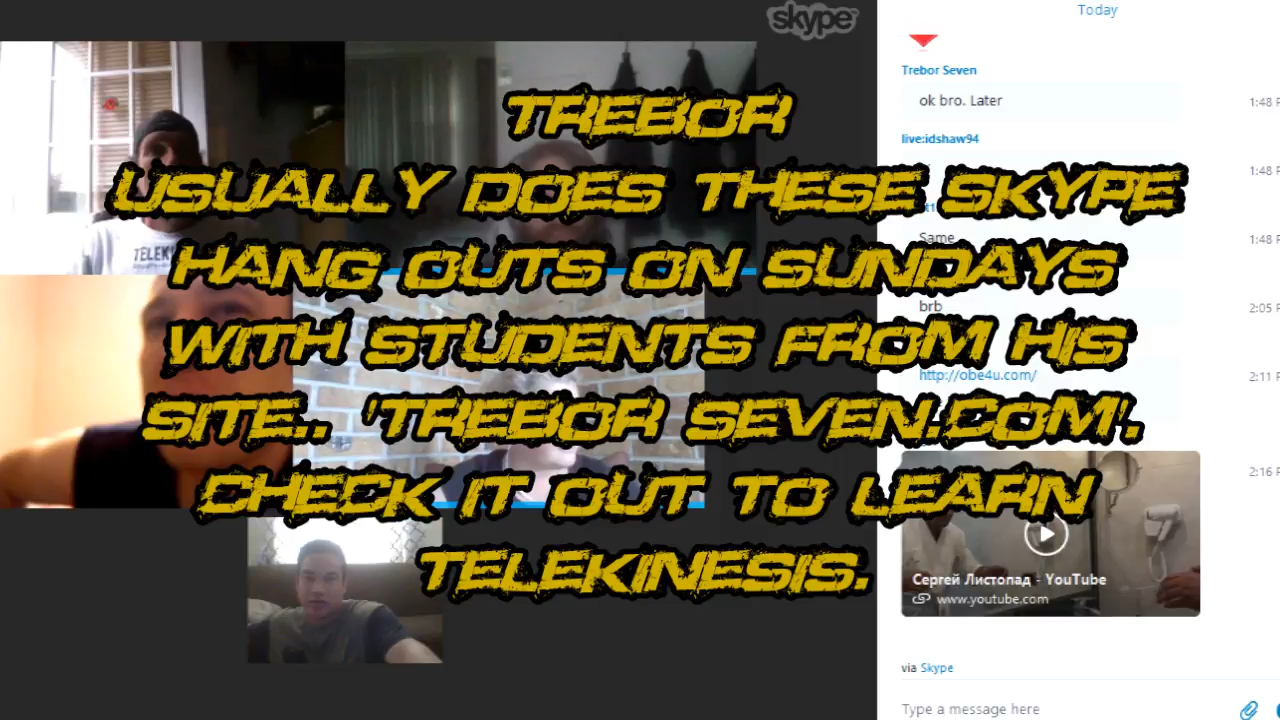 skype
Today
Trebor Seven
ok bro. Later
1:48 P
live:idshaw94
1:48 P
Same
1:48 P
brb
2:05 P
http://obe4u.com/
2:11 P
2:16 P
Сергей Листопад - YouTube
www.youtube.com
via Skype
Type a message here
TREBOR
USUALLY DOES THESE SKYPE
HANG OUTS ON SUNDAYS
WITH STUDENTS FROM HIS
SITE.. 'TREBOR SEVEN.COM'.
CHECK IT OUT TO LEARN
TELEKINESIS.